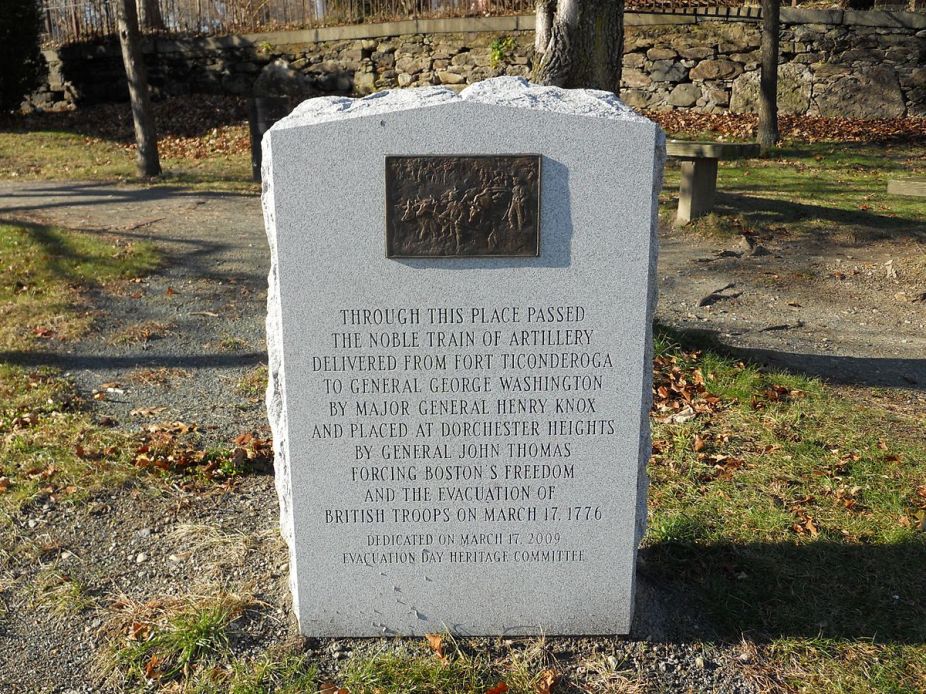 THROUGH THIS PLACE PASSED
THE NOBLE TRAIN OF ARTILLERY
DELIVERED FROM FORT TICONDEROGA
TO GENERAL GEORGE WASHINGTON
BY MAJOR GENERAL HENRY KNOX
AND PLACED AT DORCHESTER HEIGHTS
BY GENERAL JOHN THOMAS
FORCING BOSTON'S FREEDOM
AND THE EVACUATION OF
BRITISH TROOPS ON MARCH 17, 1776
DEDICATED ON MARCH 17, 2009
EVACUATION DAY HERITAGE COMMITTEE